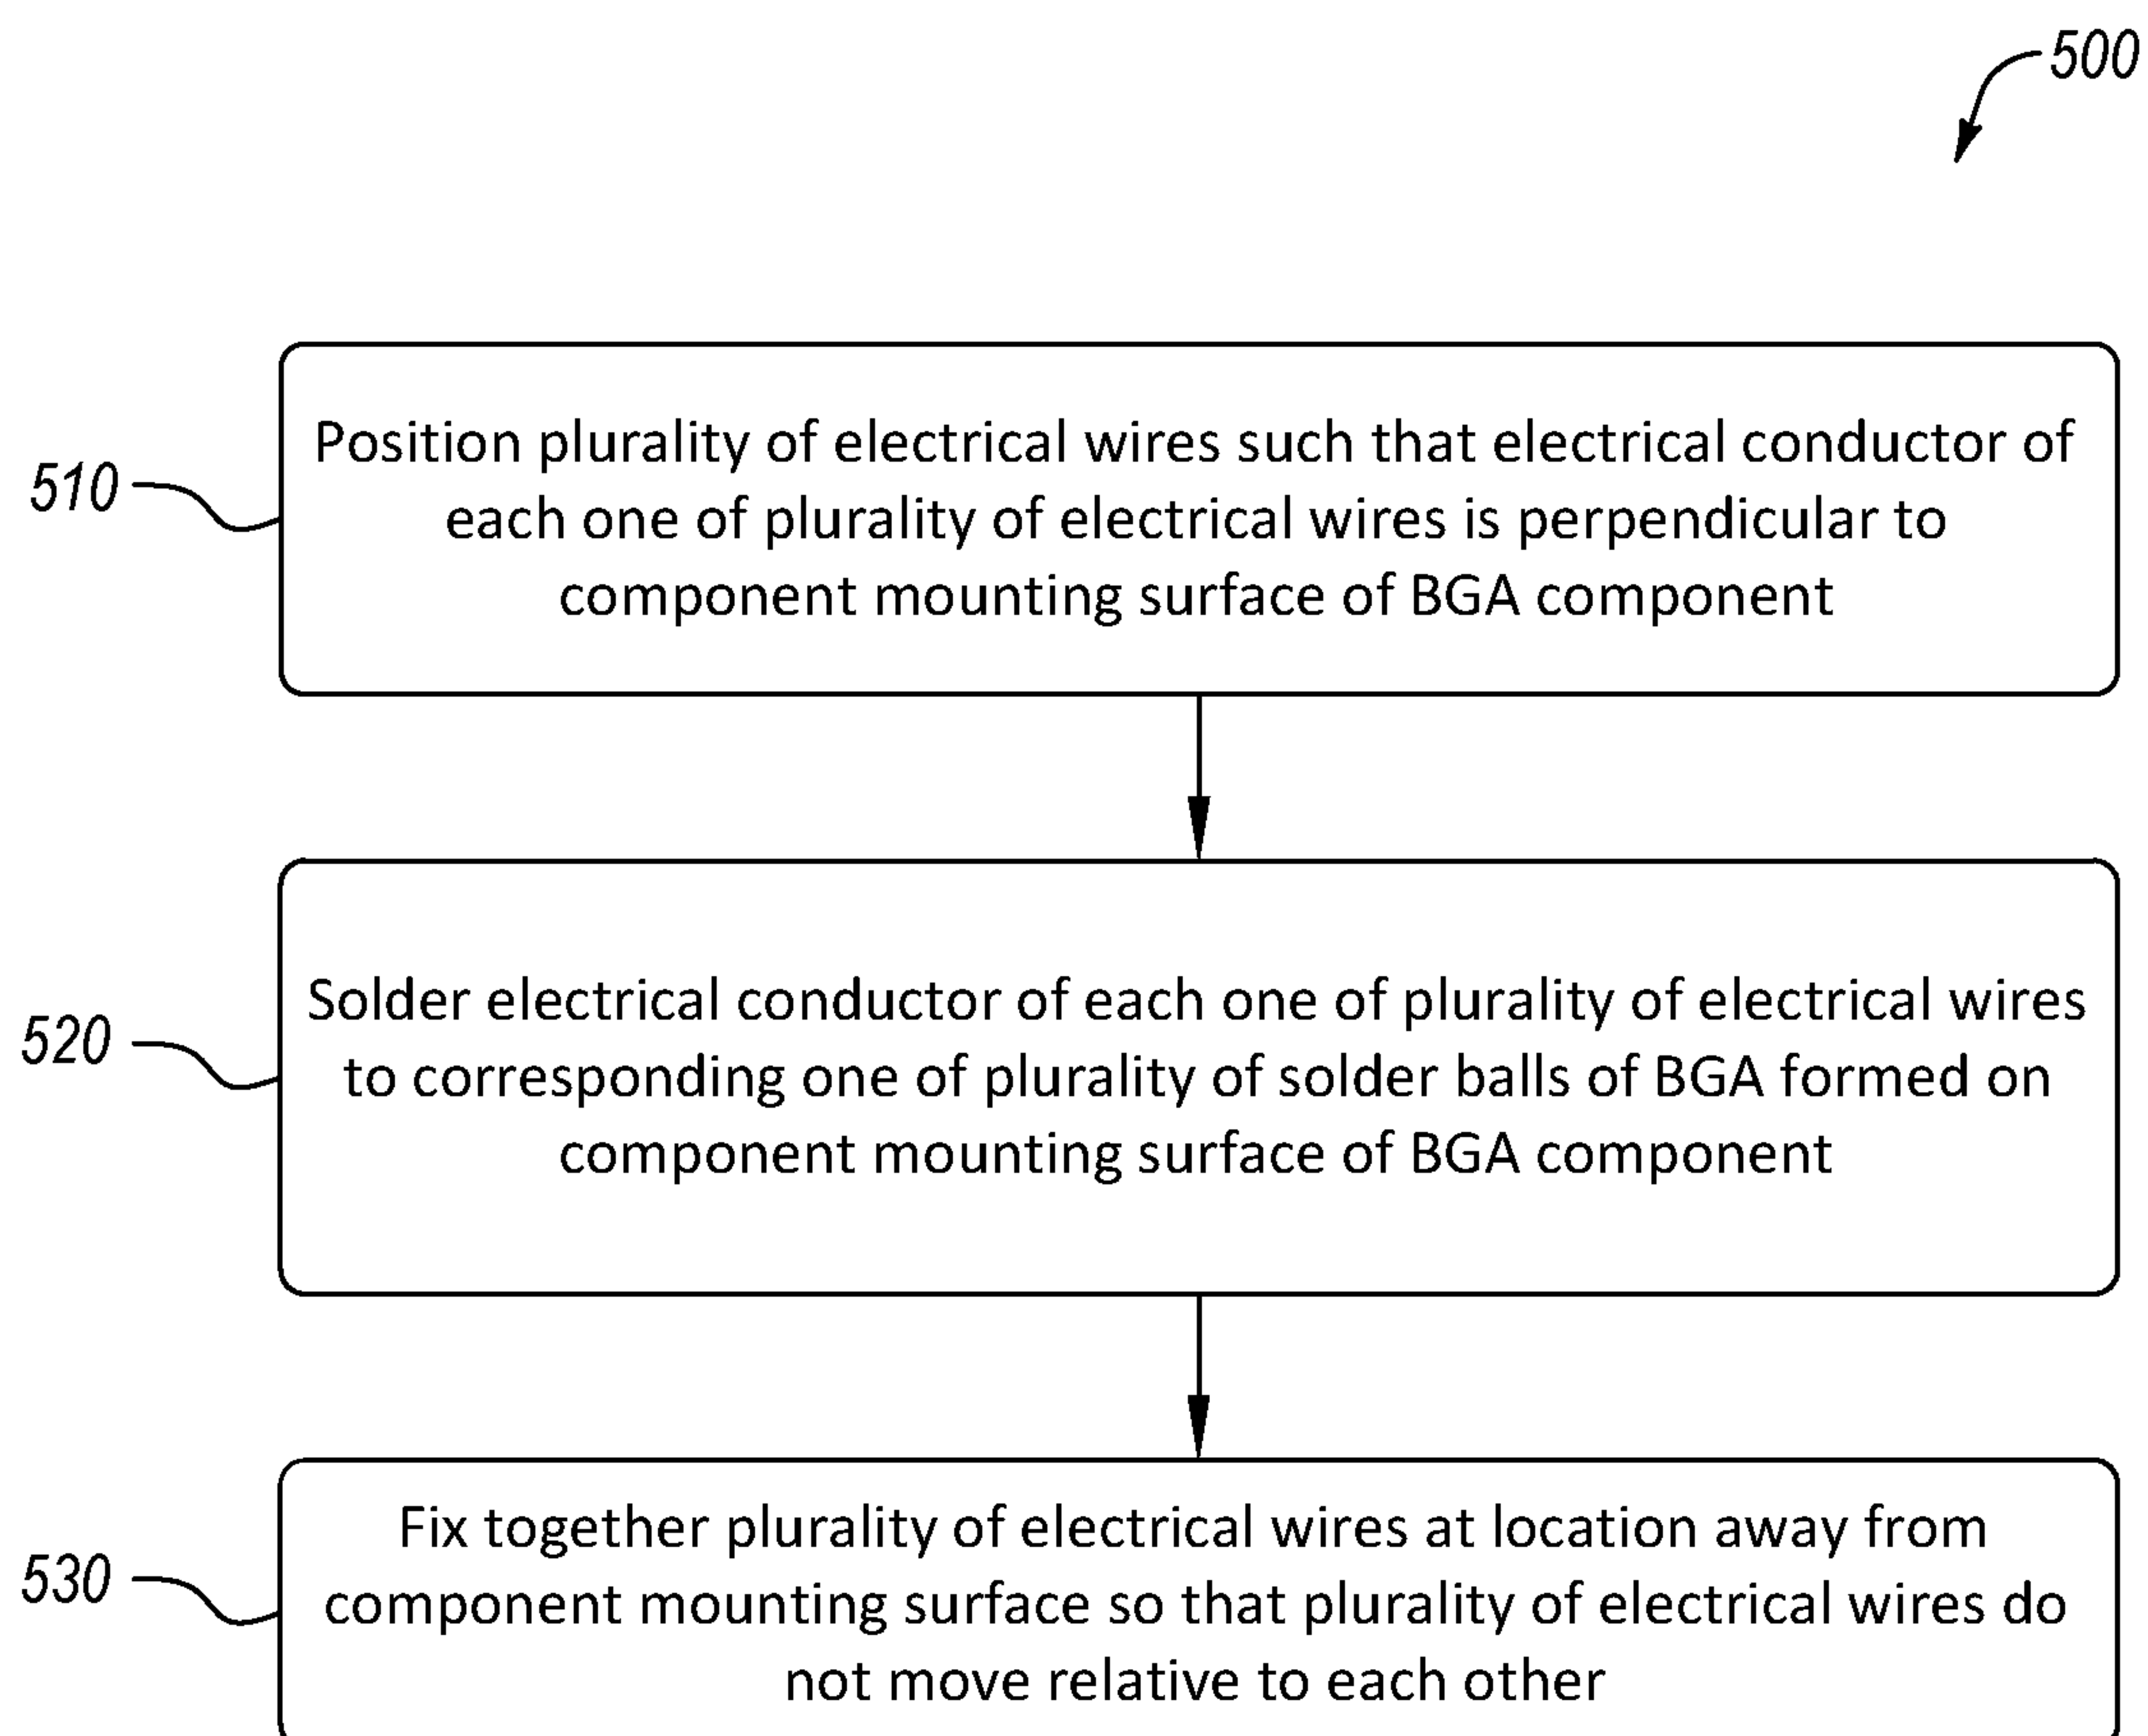 500
510
Position plurality of electrical wires such that electrical conductor of
each one of plurality of electrical wires is perpendicular to
component mounting surface of BGA component
520
Solder electrical conductor of each one of plurality of electrical wires
to corresponding one of plurality of solder balls of BGA formed on
component mounting surface of BGA component
530
Fix together plurality of electrical wires at location away from
component mounting surface so that plurality of electrical wires do
not move relative to each other